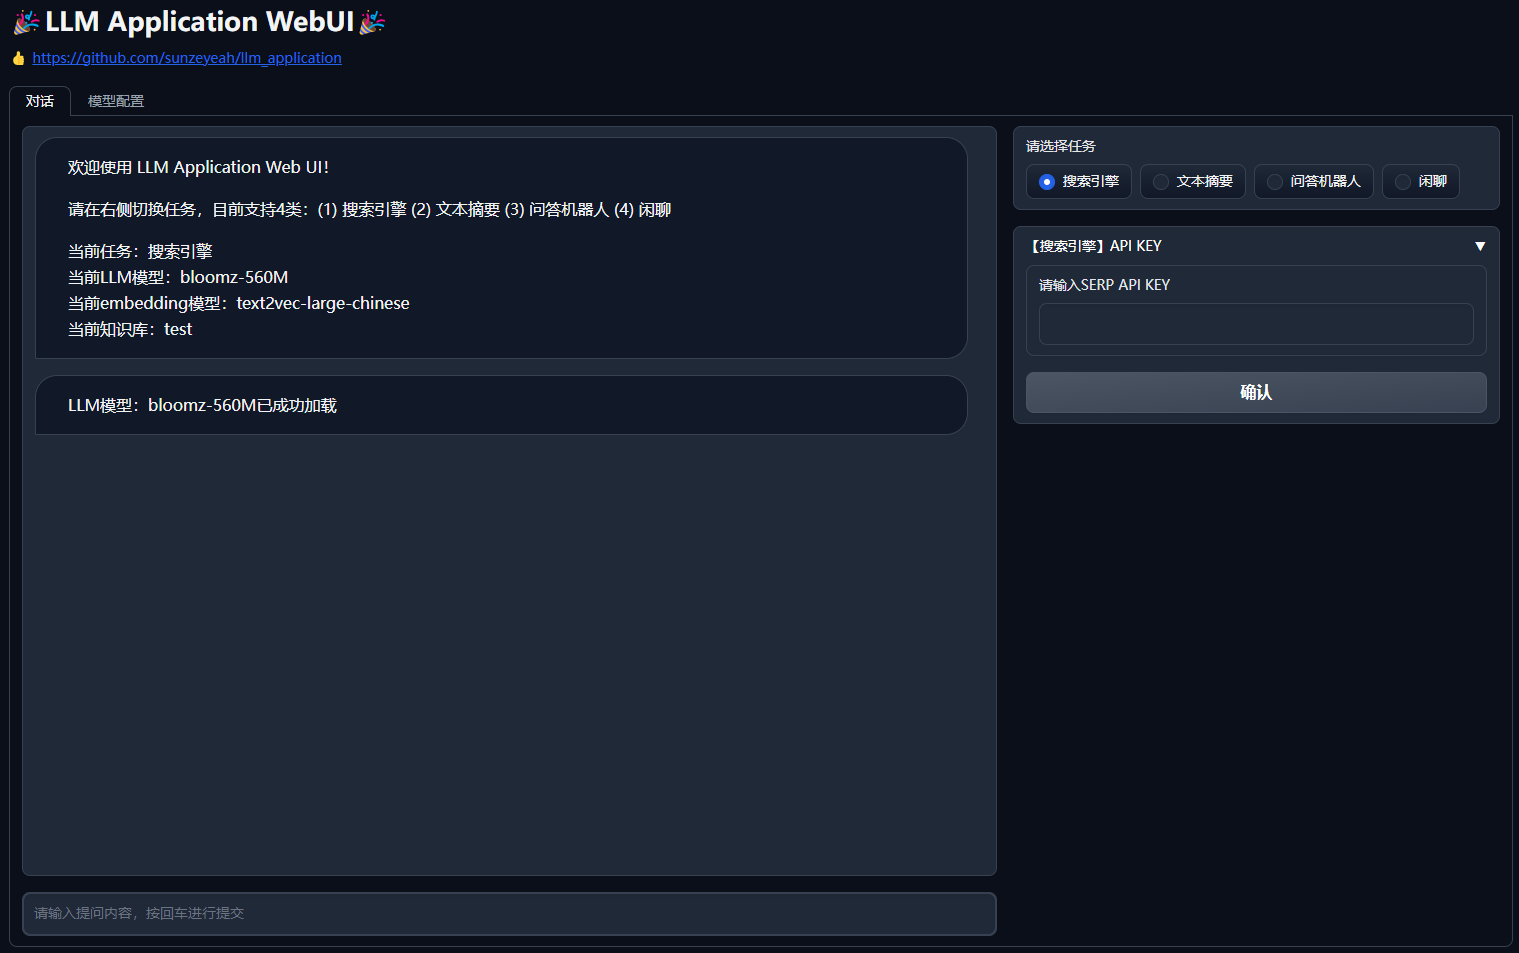 🎉LLM Application WebUI🎉
👍 https://github.com/sunzeyeah/llm_application
对话
模型配置
欢迎使用 LLM Application Web UI！
请在右侧切换任务，目前支持4类：(1) 搜索引擎 (2) 文本摘要 (3) 问答机器人 (4) 闲聊
当前任务：搜索引擎
当前LLM模型：bloomz-560M
当前embedding模型：text2vec-large-chinese
当前知识库：test
LLM模型：bloomz-560M已成功加载
请输入提问内容，按回车进行提交
请选择任务
搜索引擎
文本摘要
问答机器人
闲聊
【搜索引擎】API KEY
请输入SERP API KEY
确认